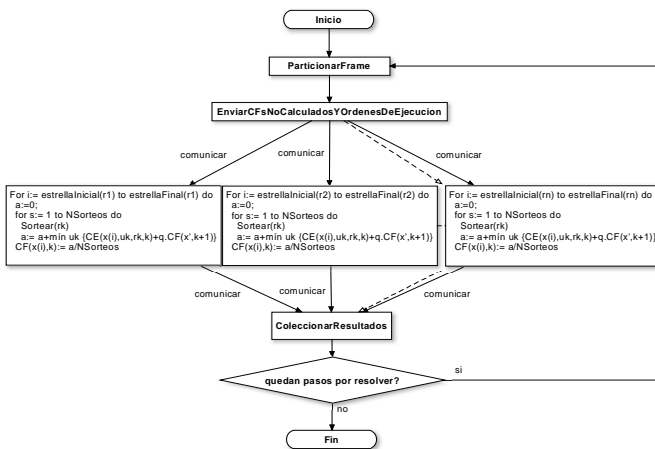 Inicio
ParticionarFrame
EnviarCFsNoCalculadosYOrdenesDeEjecucion
comunicar
comunicar
comunicar
For i:= estrellaInicial(r1) to estrellaFinal(r1) do
a:=0;
for s:= 1 to NSorteos do
Sortear(rk)
a:= a+mín uk {CE(x(i),uk,rk,k)+q.CF(x',k+1)}
CF(x(i),k):= a/NSorteos
For i:= estrellaInicial(r2) to estrellaFinal(r2) do
a:=0;
for s:= 1 to NSorteos do
Sortear(rk)
a:= a+mín uk {CE(x(i),uk,rk,k)+q.CF(x',k+1)}
CF(x(i),k):= a/NSorteos
For i:= estrellaInicial(rn) to estrellaFinal(rn) do
a:=0;
for s:= 1 to NSorteos do
Sortear(rk)
a:= a+mín uk {CE(x(i),uk,rk,k)+q.CF(x',k+1)}
CF(x(i),k):= a/NSorteos
comunicar
comunicar
comunicar
ColeccionarResultados
quedan pasos por resolver?
si
no
Fin